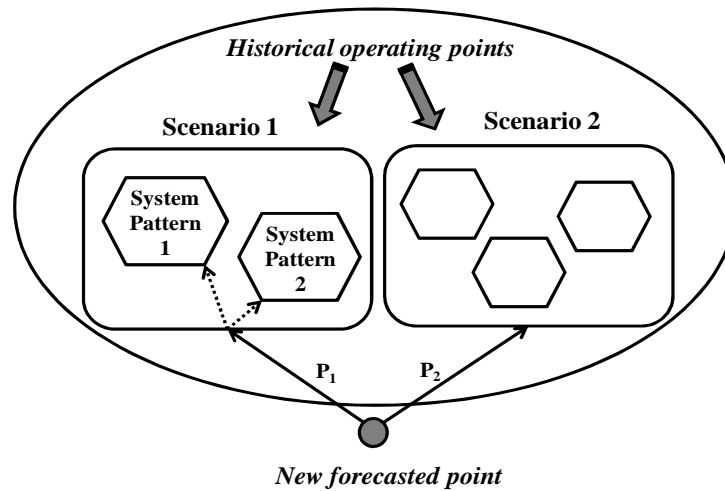 Historical operating points
Scenario 1
Scenario 2
System
Pattern
1
System
Pattern
2
P1
P2
New forecasted point